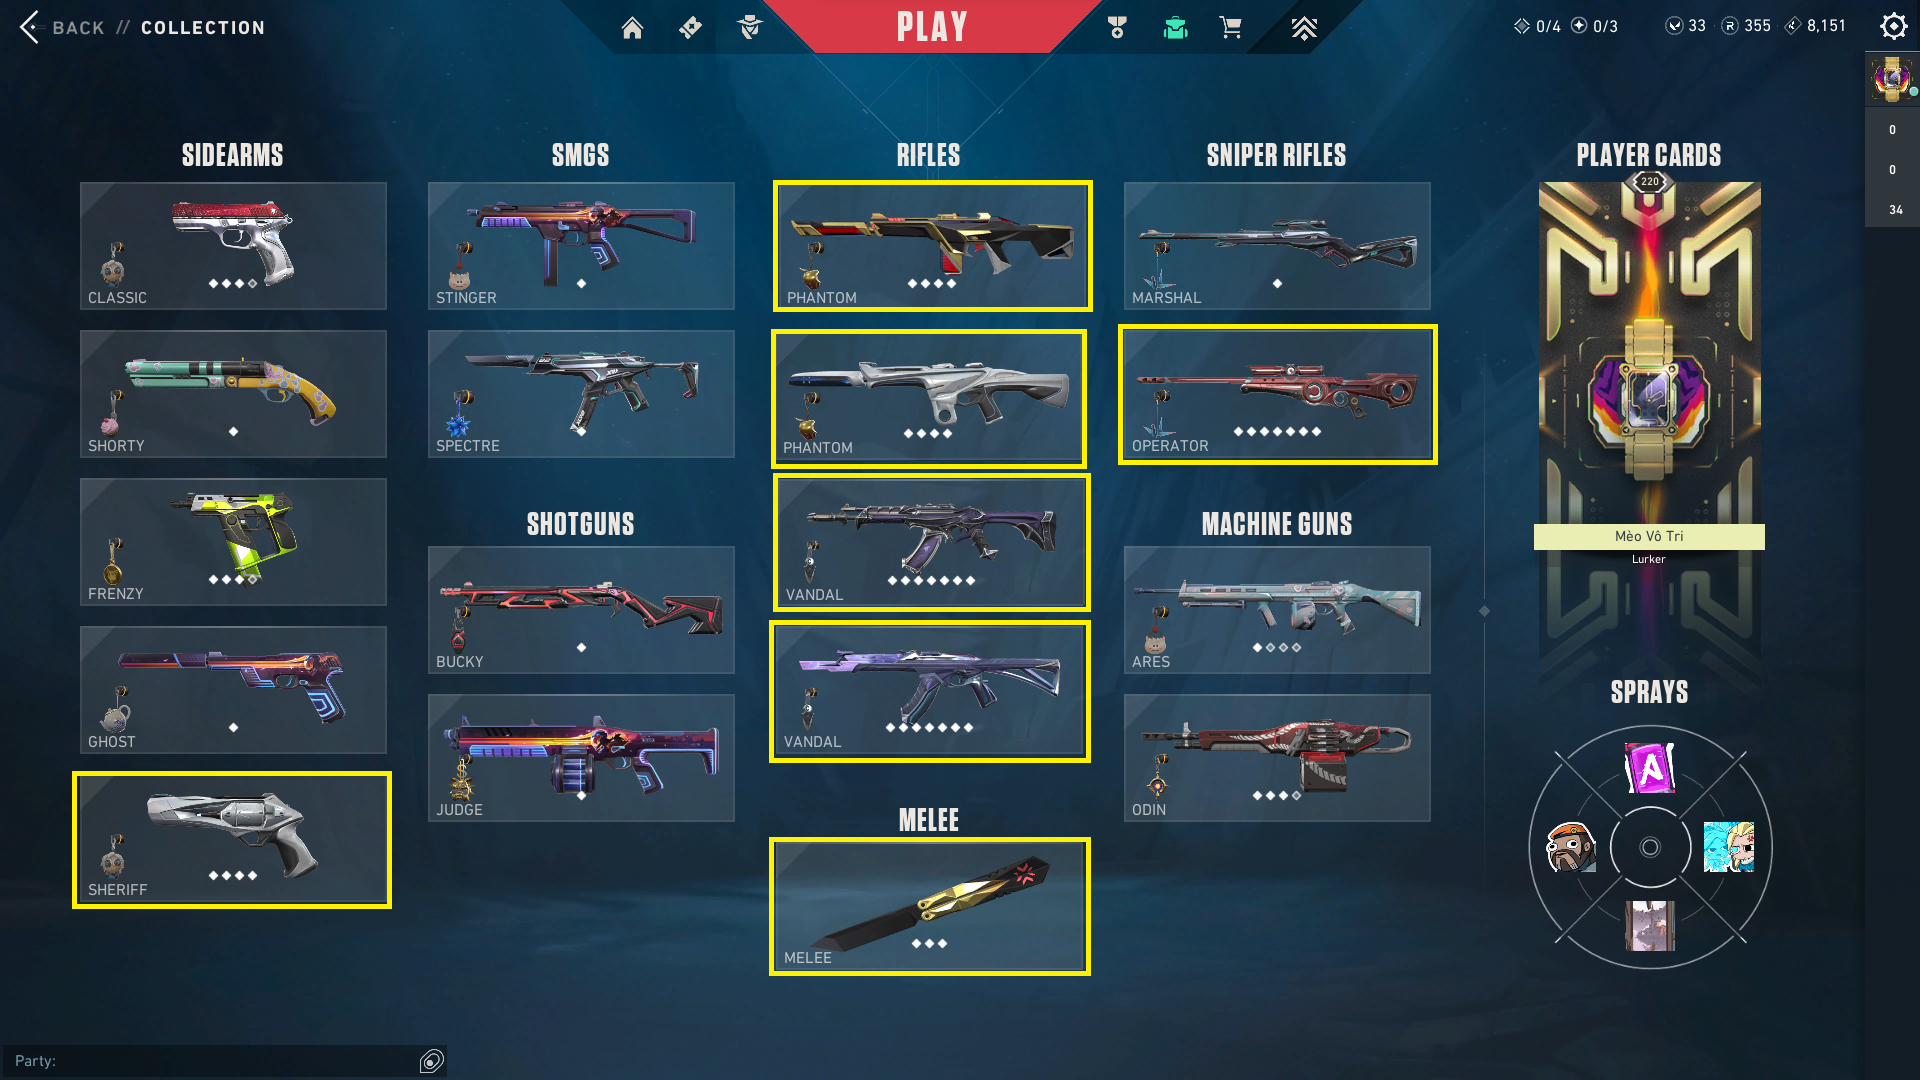 BACK // COLLECTION
PLAY
0/4 0/3 33 355 8,151
0
0
34
SIDEARMS
CLASSIC
SHORTY
FRENZY
GHOST
SHERIFF
SMGS
STINGER
SPECTRE
SHOTGUNS
BUCKY
JUDGE
RIFLES
PHANTOM
PHANTOM
VANDAL
VANDAL
MELEE
MELEE
SNIPER RIFLES
MARSHAL
OPERATOR
MACHINE GUNS
ARES
ODIN
PLAYER CARDS
220
Mèo Vô Tri
Lurker
SPRAYS
A
Party: